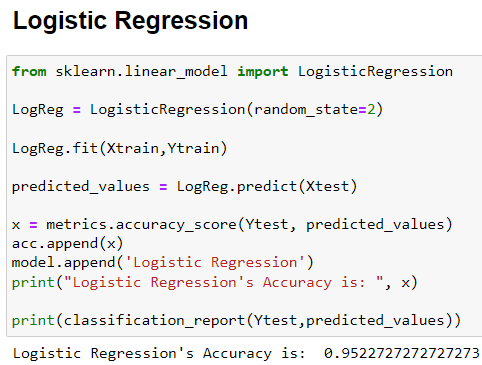 Logistic Regression
from sklearn.linear_model import LogisticRegression
LogReg = LogisticRegression(random_state=2)
LogReg.fit(Xtrain,Ytrain)
predicted_values = LogReg.predict(Xtest)
x = metrics.accuracy_score(Ytest, predicted_values)
acc.append(x)
model.append('Logistic Regression')
print("Logistic Regression's Accuracy is: ", x)
print(classification_report(Ytest,predicted_values))
Logistic Regression's Accuracy is:  0.9522727272727273